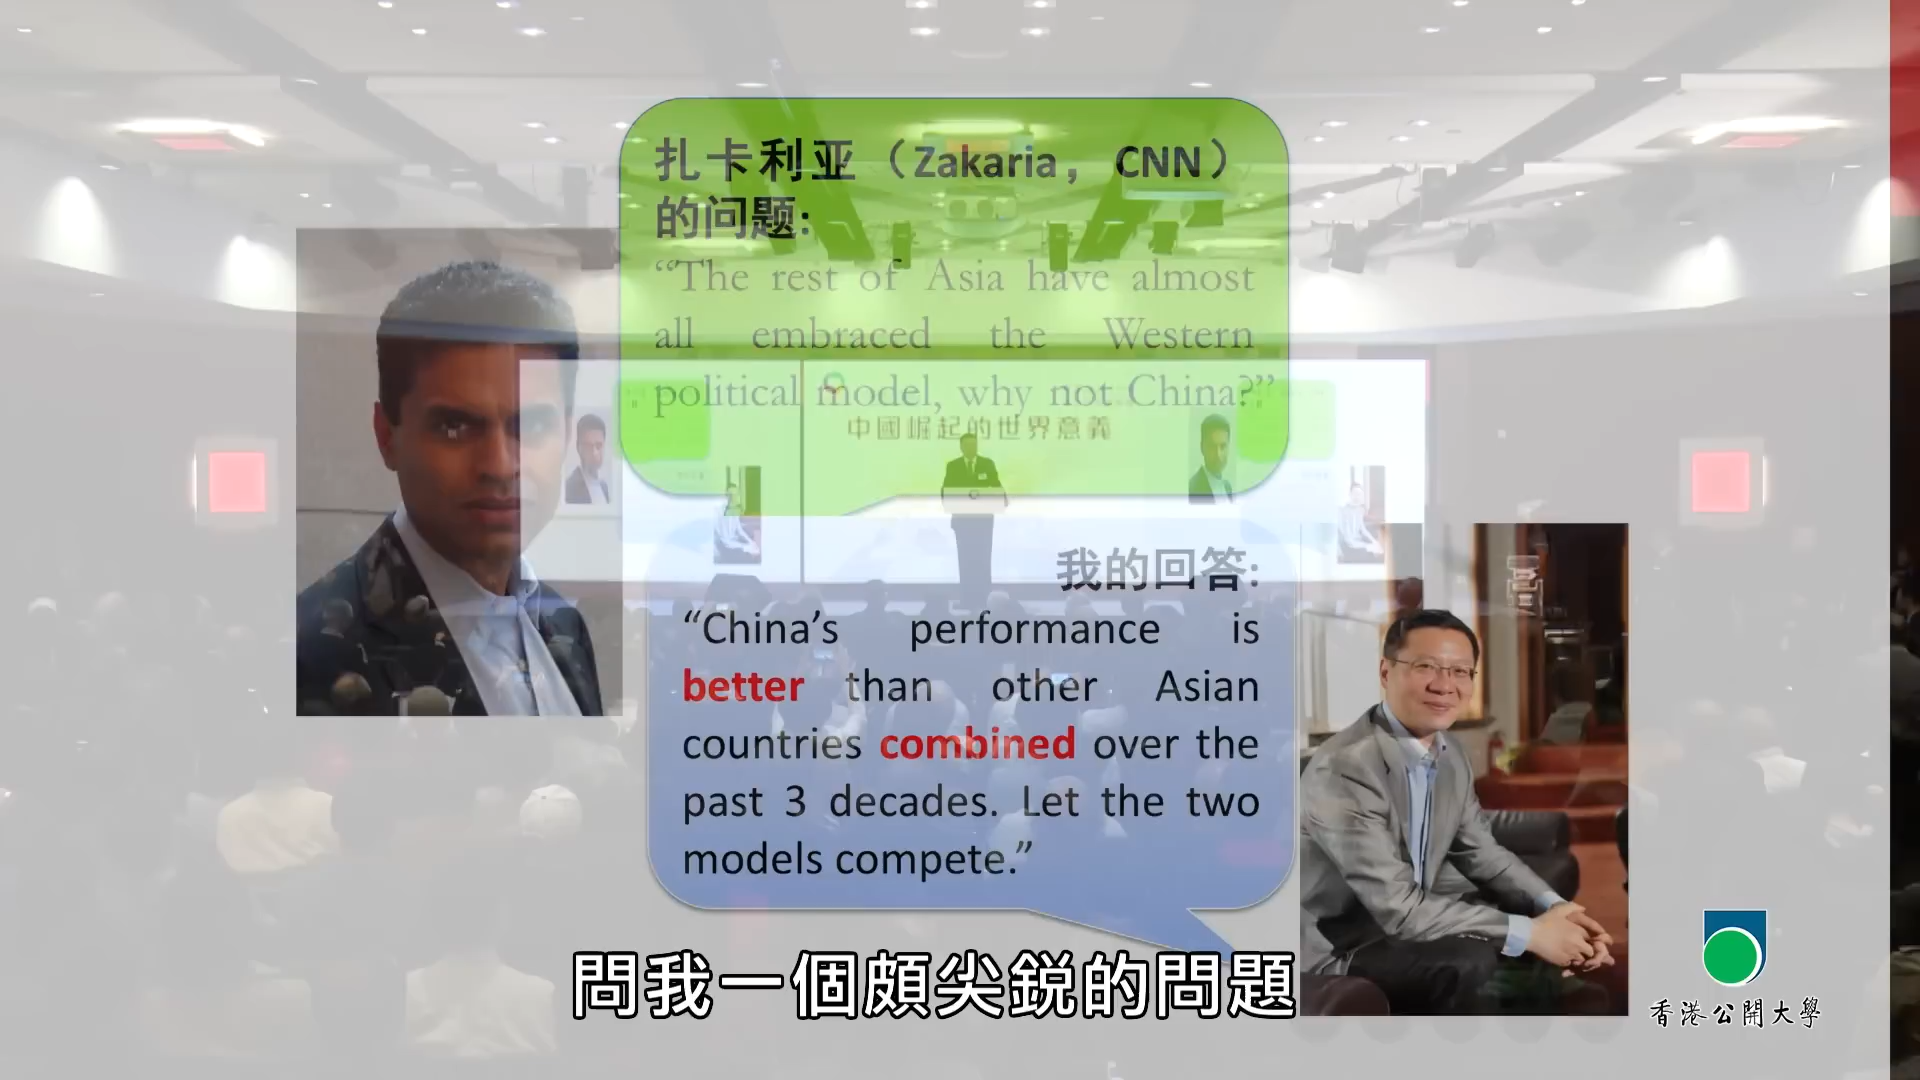 扎卡利亚（Zakaria，CNN）
的问题:
“The rest of Asia have almost
all embraced the Western
political model, why not China?”
中國崛起的世界意義
我的回答:
“China’s performance is
better than other Asian
countries combined over the
past 3 decades. Let the two
models compete.”
問我一個頗尖鋭的問題
香港公開大學